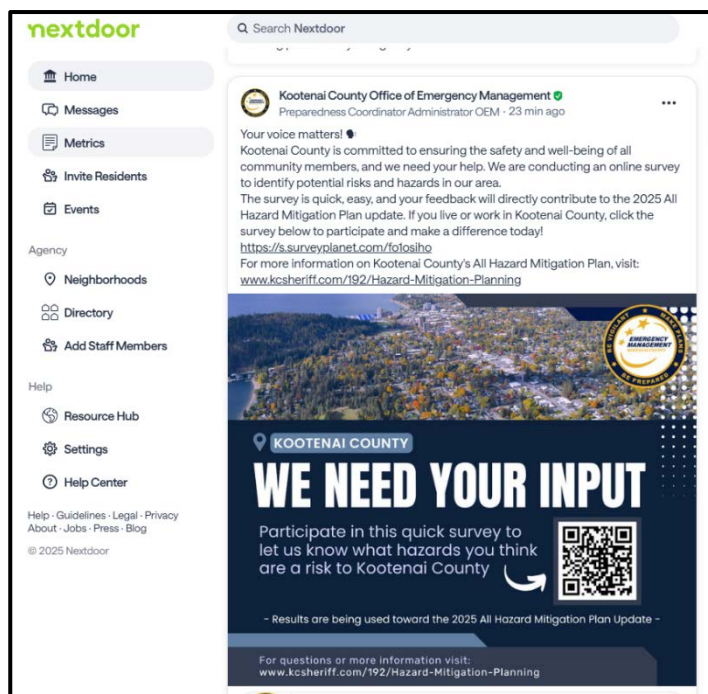 nextdoor
Search Nextdoor
Home
Messages
Metrics
Invite Residents
Events
Agency
Neighborhoods
Directory
Add Staff Members
Help
Resource Hub
Settings
Help Center
Help · Guidelines · Legal · Privacy
About · Jobs · Press · Blog
© 2025 Nextdoor
Kootenai County Office of Emergency Management
Preparedness Coordinator Administrator OEM · 23 min ago
Your voice matters! 🗣
Kootenai County is committed to ensuring the safety and well-being of all
community members, and we need your help. We are conducting an online survey
to identify potential risks and hazards in our area.
The survey is quick, easy, and your feedback will directly contribute to the 2025 All
Hazard Mitigation Plan update. If you live or work in Kootenai County, click the
survey below to participate and make a difference today!
https://s.surveyplanet.com/fo1osiho
For more information on Kootenai County's All Hazard Mitigation Plan, visit:
www.kcsheriff.com/192/Hazard-Mitigation-Planning
BE VIGILANT
MAKE PLANS
EMERGENCY
MANAGEMENT
BE PREPARED
KOOTENAI COUNTY
WE NEED YOUR INPUT
Participate in this quick survey to
let us know what hazards you think
are a risk to Kootenai County
- Results are being used toward the 2025 All Hazard Mitigation Plan Update -
For questions or more information visit:
www.kcsheriff.com/192/Hazard-Mitigation-Planning